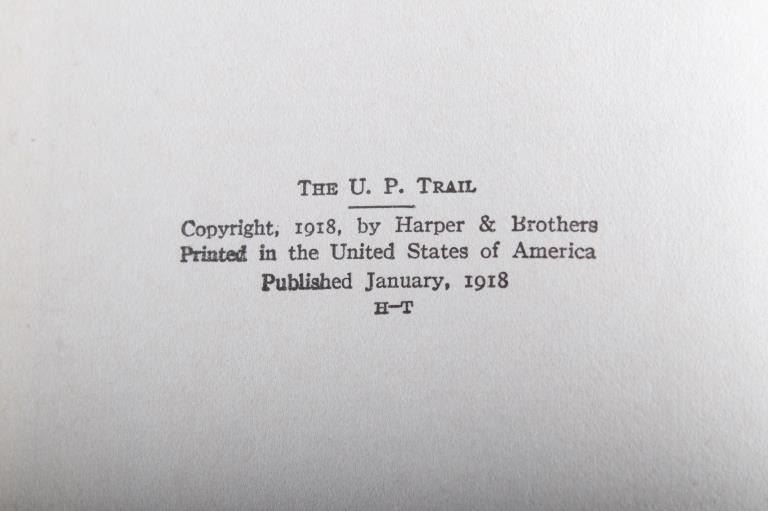 THE U. P. TRAIL
Copyright, 1918, by Harper & Brothers
Printed in the United States of America
Published January, 1918
H—T